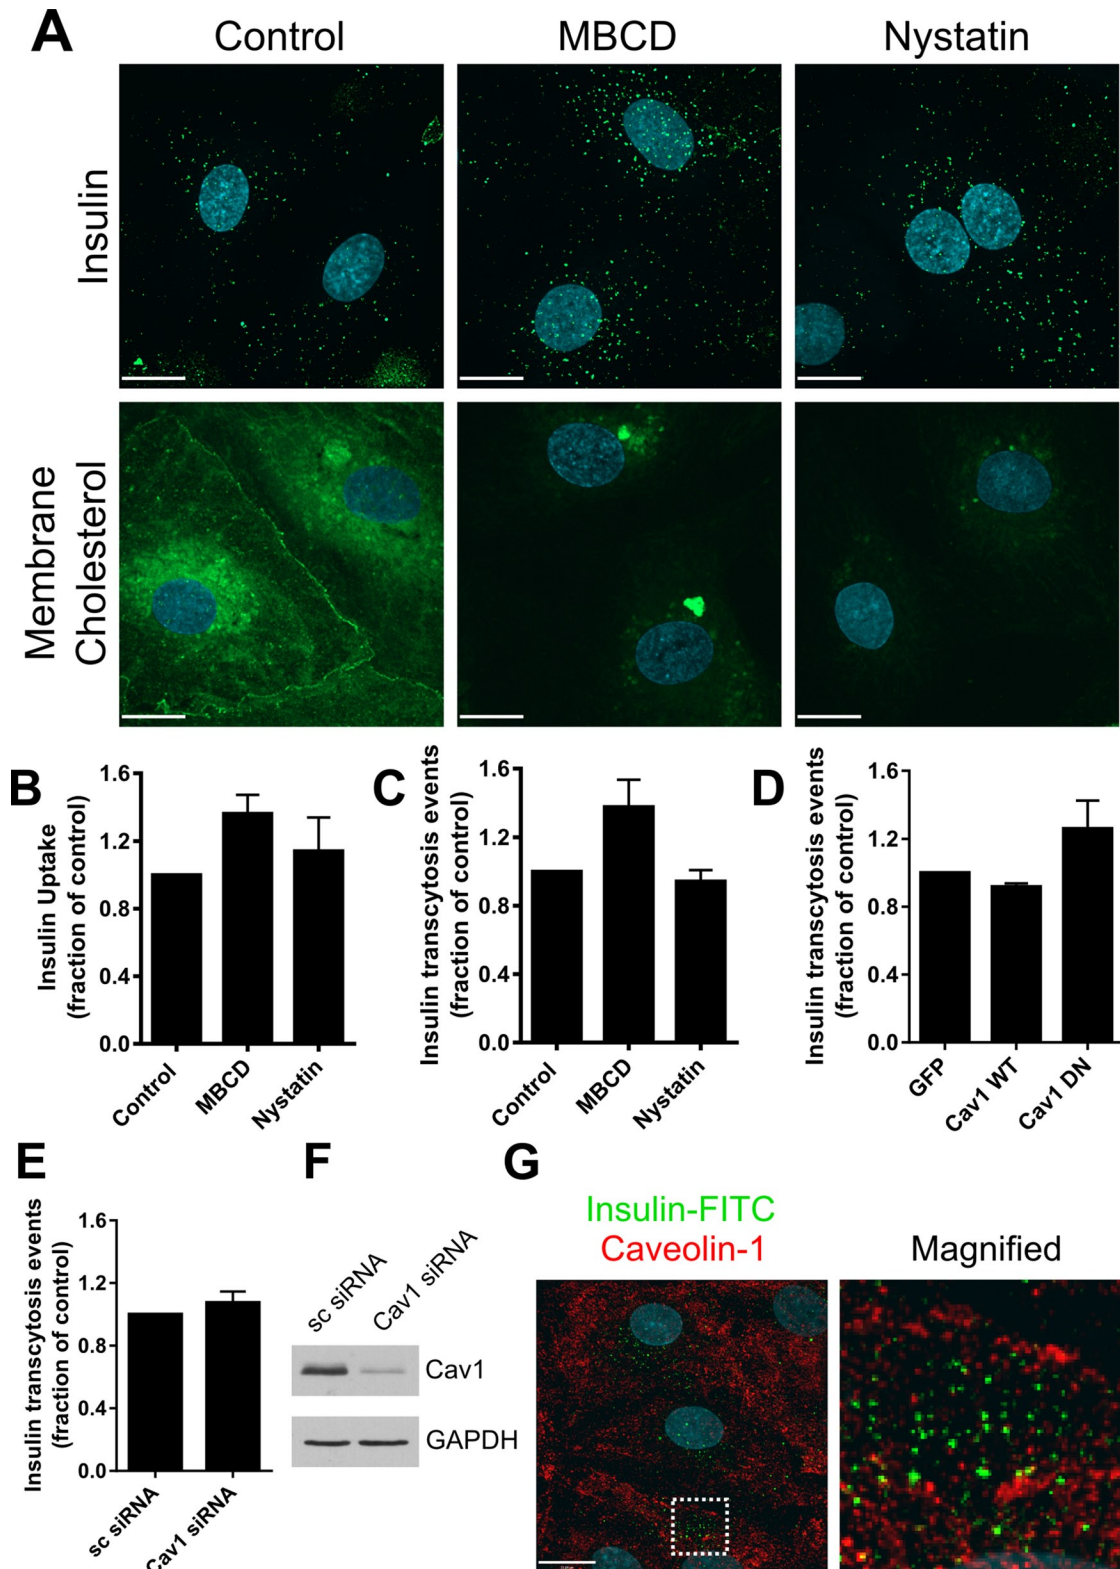 A
Control
MBCD
Nystatin
Insulin
Membrane
Cholesterol
B
Insulin Uptake
(fraction of control)
1.6
1.2
0.8
0.4
0.0
Control
MBCD
Nystatin
C
Insulin transcytosis events
(fraction of control)
1.6
1.2
0.8
0.4
0.0
Control
MBCD
Nystatin
D
Insulin transcytosis events
(fraction of control)
1.6
1.2
0.8
0.4
0.0
GFP
Cav1 WT
Cav1 DN
E
Insulin transcytosis events
(fraction of control)
1.6
1.2
0.8
0.4
0.0
sc siRNA
Cav1 siRNA
F
sc siRNA
Cav1 siRNA
Cav1
GAPDH
G
Insulin-FITC
Caveolin-1
Magnified